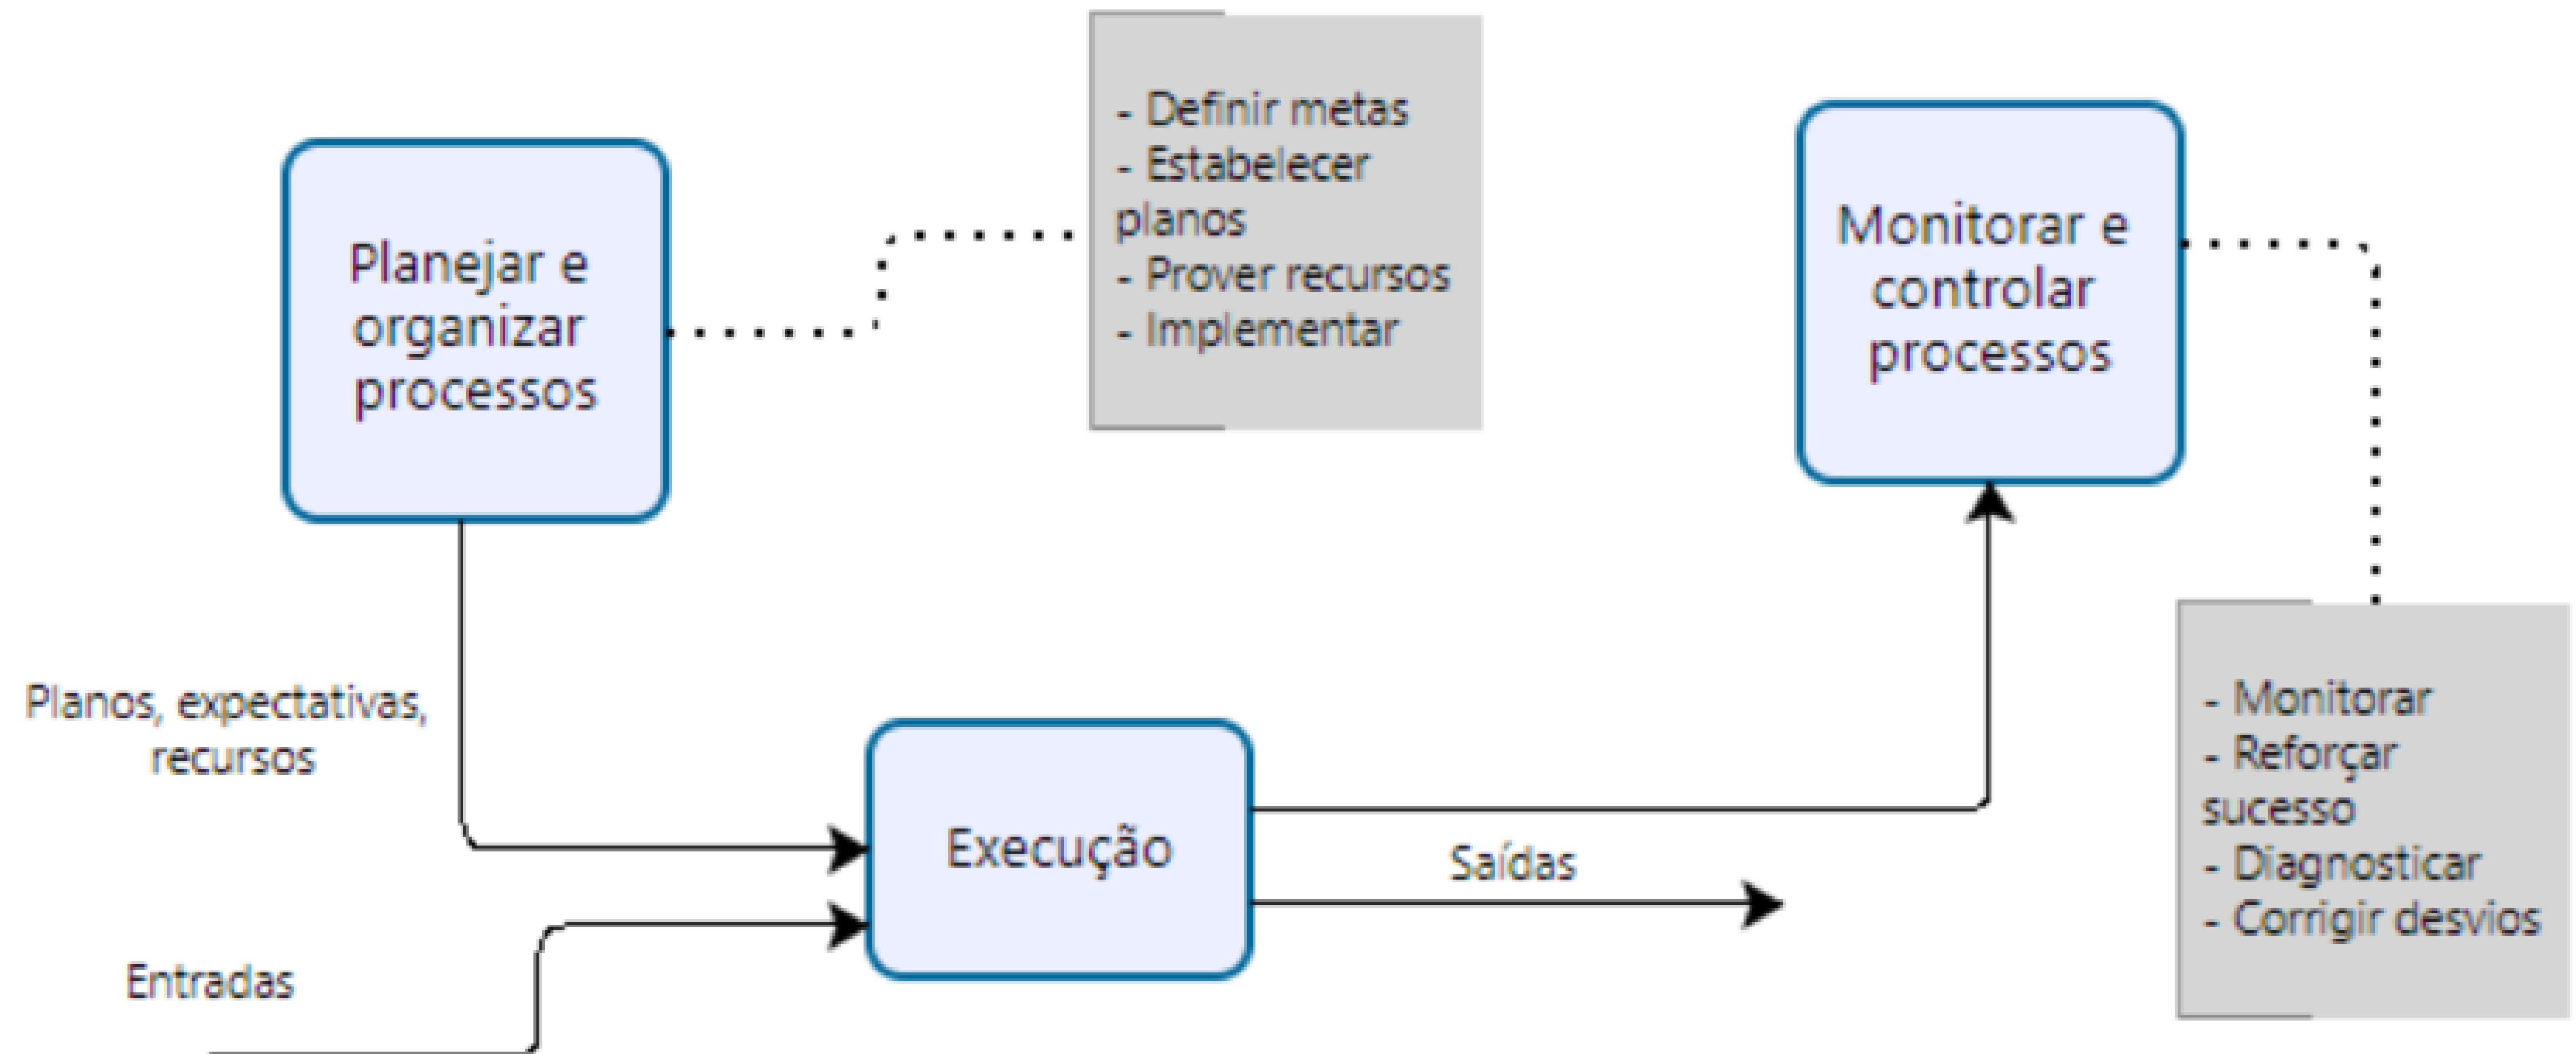 Planejar e
organizar
processos
- Definir metas
- Estabelecer
planos
- Prover recursos
- Implementar
Monitorar e
controlar
processos
Planos, expectativas,
recursos
Execução
Saídas
Entradas
- Monitorar
- Reforçar
sucesso
- Diagnosticar
- Corrigir desvios